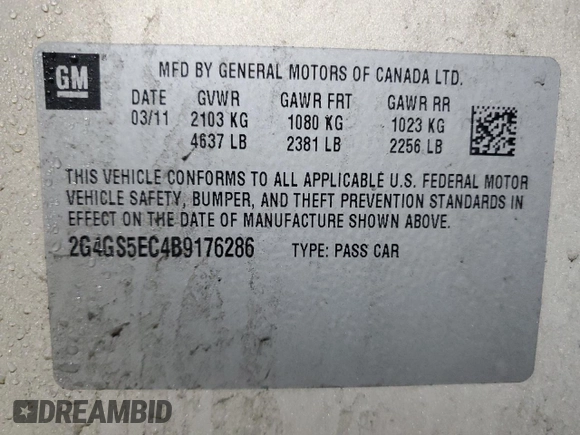 GM
MFD BY GENERAL MOTORS OF CANADA LTD.
DATE GVWR GAWR FRT GAWR RR
03/11 2103 KG 1080 KG 1023 KG
4637 LB 2381 LB 2256 LB
THIS VEHICLE CONFORMS TO ALL APPLICABLE U.S. FEDERAL MOTOR
VEHICLE SAFETY, BUMPER, AND THEFT PREVENTION STANDARDS IN
EFFECT ON THE DATE OF MANUFACTURE SHOWN ABOVE.
2G4GS5EC4B9176286 TYPE: PASS CAR
DREAMBID